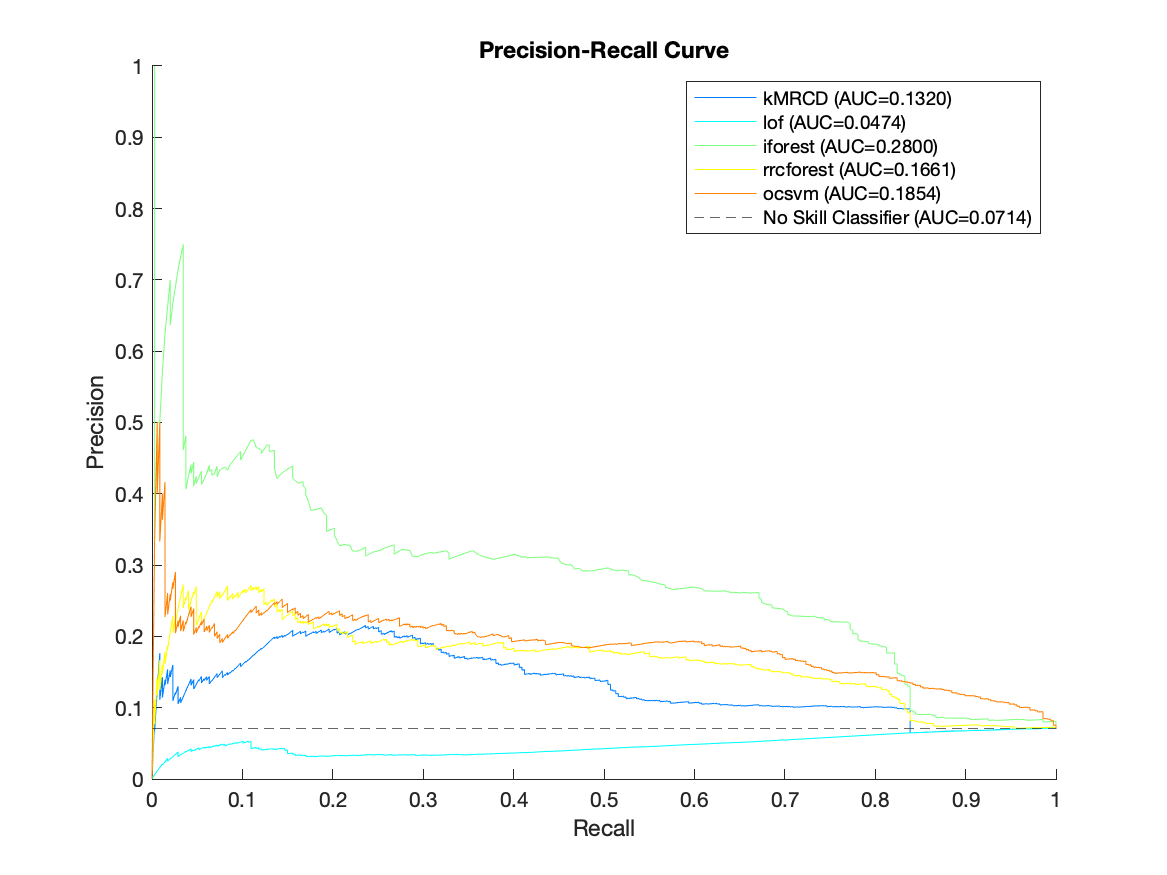 Precision-Recall Curve
kMRCD (AUC=0.1320)
lof (AUC=0.0474)
iforest (AUC=0.2800)
rrcforest (AUC=0.1661)
ocsvm (AUC=0.1854)
No Skill Classifier (AUC=0.0714)
Precision
1
0.9
0.8
0.7
0.6
0.5
0.4
0.3
0.2
0.1
0
0 0.1 0.2 0.3 0.4 0.5 0.6 0.7 0.8 0.9 1
Recall